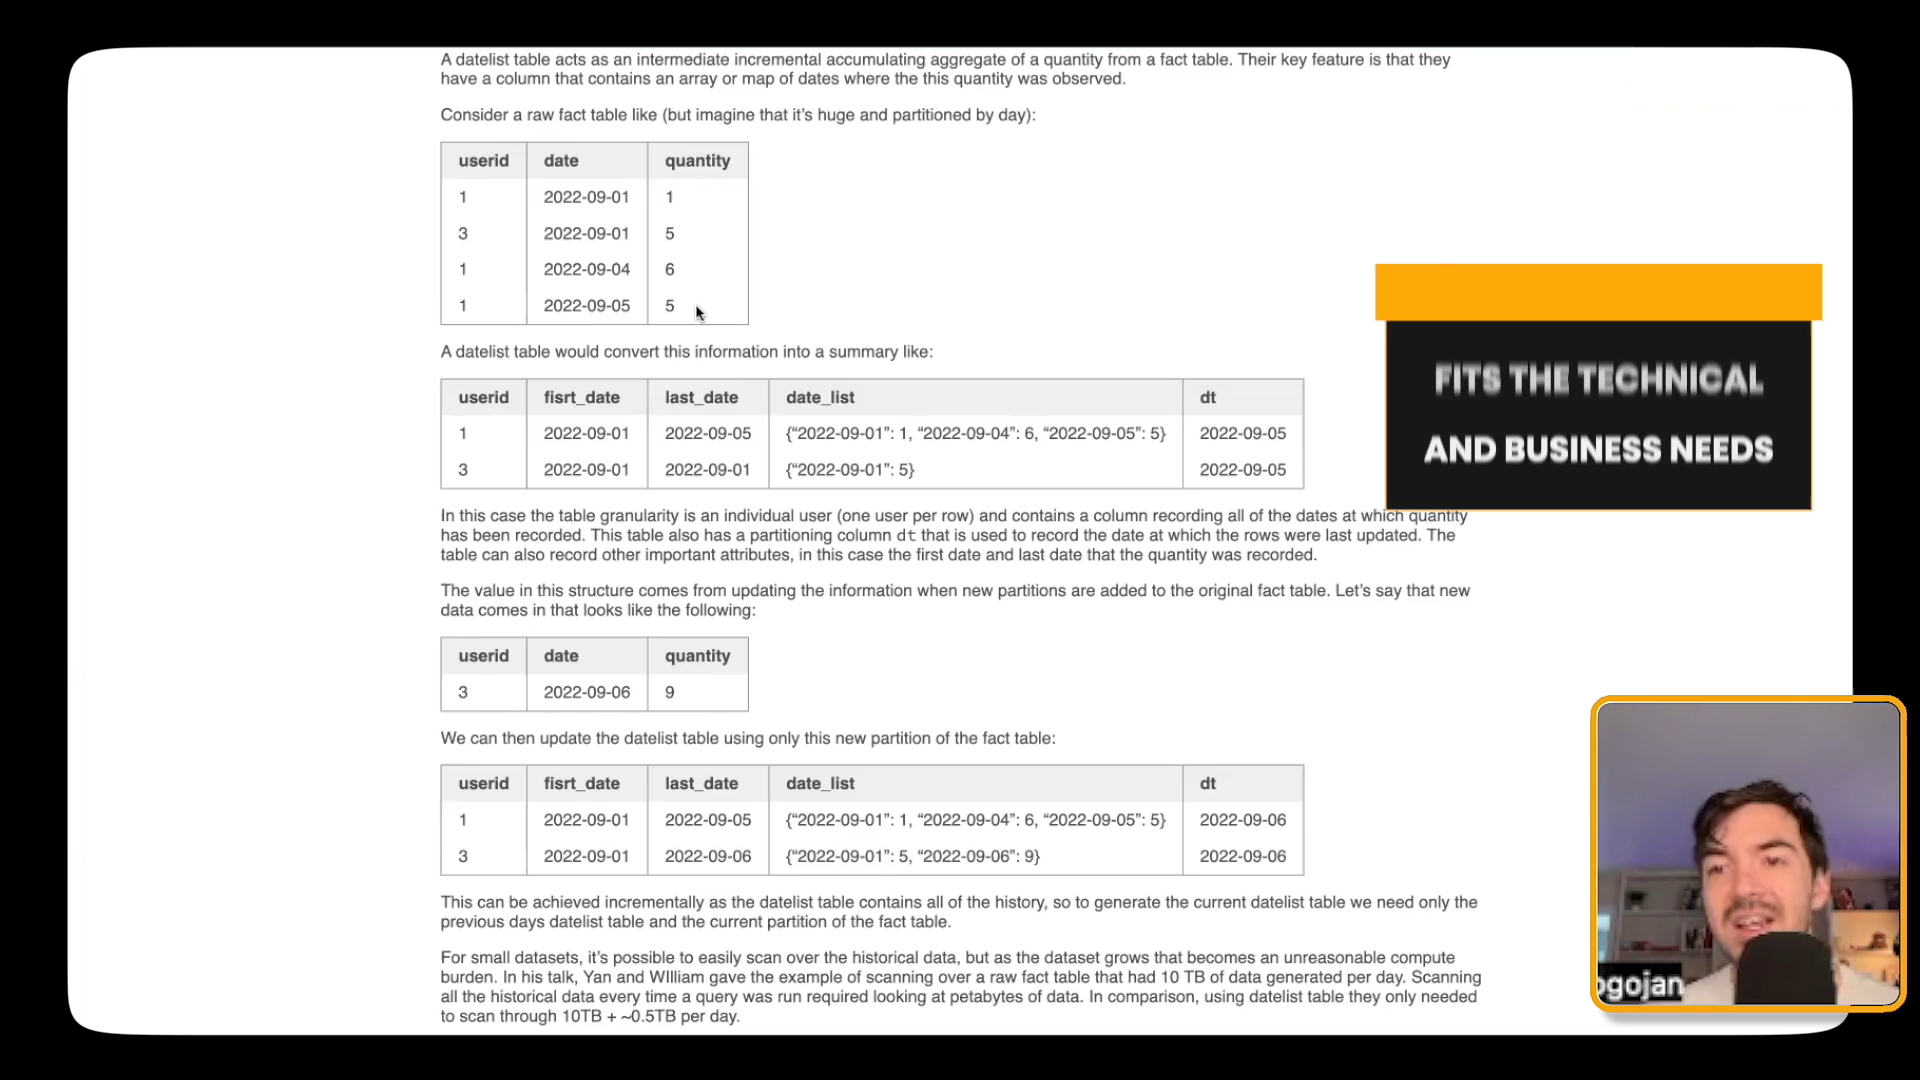 A datelist table acts as an intermediate incremental accumulating aggregate of a quantity from a fact table. Their key feature is that they
have a column that contains an array or map of dates where the this quantity was observed.
Consider a raw fact table like (but imagine that it's huge and partitioned by day):
userid date quantity
1 2022-09-01 1
3 2022-09-01 5
1 2022-09-04 6
1 2022-09-05 5
A datelist table would convert this information into a summary like:
userid fisrt_date last_date date_list dt
1 2022-09-01 2022-09-05 {“2022-09-01”: 1, “2022-09-04”: 6, “2022-09-05”: 5} 2022-09-05
3 2022-09-01 2022-09-01 {“2022-09-01”: 5} 2022-09-05
FITS THE TECHNICAL
AND BUSINESS NEEDS
In this case the table granularity is an individual user (one user per row) and contains a column recording all of the dates at which quantity
has been recorded. This table also has a partitioning column dt that is used to record the date at which the rows were last updated. The
table can also record other important attributes, in this case the first date and last date that the quantity was recorded.
The value in this structure comes from updating the information when new partitions are added to the original fact table. Let's say that new
data comes in that looks like the following:
userid date quantity
3 2022-09-06 9
We can then update the datelist table using only this new partition of the fact table:
userid fisrt_date last_date date_list dt
1 2022-09-01 2022-09-05 {“2022-09-01”: 1, “2022-09-04”: 6, “2022-09-05”: 5} 2022-09-06
3 2022-09-01 2022-09-06 {“2022-09-01”: 5, “2022-09-06”: 9} 2022-09-06
This can be achieved incrementally as the datelist table contains all of the history, so to generate the current datelist table we need only the
previous days datelist table and the current partition of the fact table.
For small datasets, it's possible to easily scan over the historical data, but as the dataset grows that becomes an unreasonable compute
burden. In his talk, Yan and WIlliam gave the example of scanning over a raw fact table that had 10 TB of data generated per day. Scanning
all the historical data every time a query was run required looking at petabytes of data. In comparison, using datelist table they only needed
to scan through 10TB + ~0.5TB per day.
ogojan